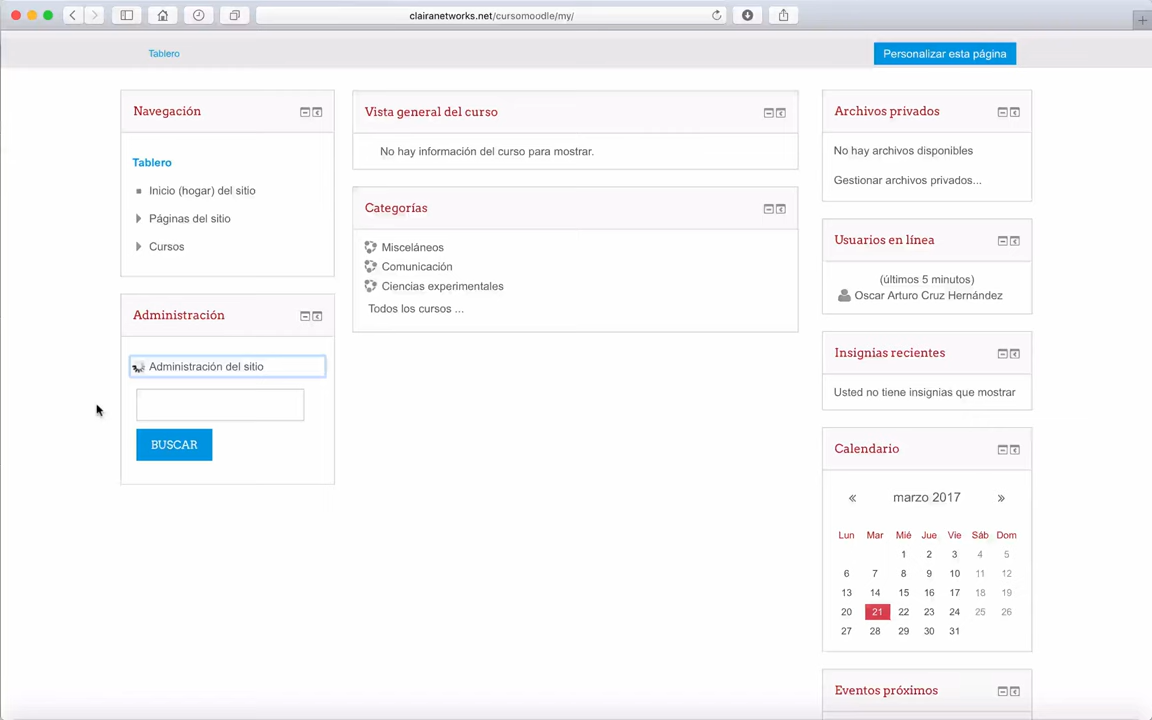 clairanetworks.net/cursomoodle/my/
Tablero
Personalizar esta página
Navegación
Tablero
Inicio (hogar) del sitio
Páginas del sitio
Cursos
Administración
Administración del sitio
BUSCAR
Vista general del curso
No hay información del curso para mostrar.
Categorías
Misceláneos
Comunicación
Ciencias experimentales
Todos los cursos ...
Archivos privados
No hay archivos disponibles
Gestionar archivos privados...
Usuarios en línea
(últimos 5 minutos)
Oscar Arturo Cruz Hernández
Insignias recientes
Usted no tiene insignias que mostrar
Calendario
« marzo 2017 »
Lun Mar Mié Jue Vie Sáb Dom
1 2 3 4 5
6 7 8 9 10 11 12
13 14 15 16 17 18 19
20 21 22 23 24 25 26
27 28 29 30 31
Eventos próximos